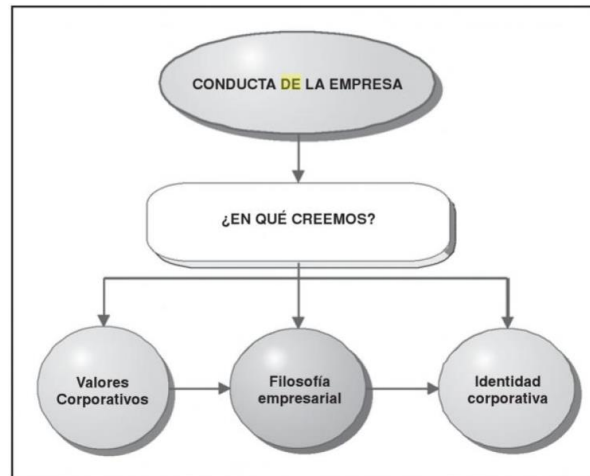 CONDUCTA DE LA EMPRESA
¿EN QUÉ CREEMOS?
Valores
Corporativos
Filosofía
empresarial
Identidad
corporativa